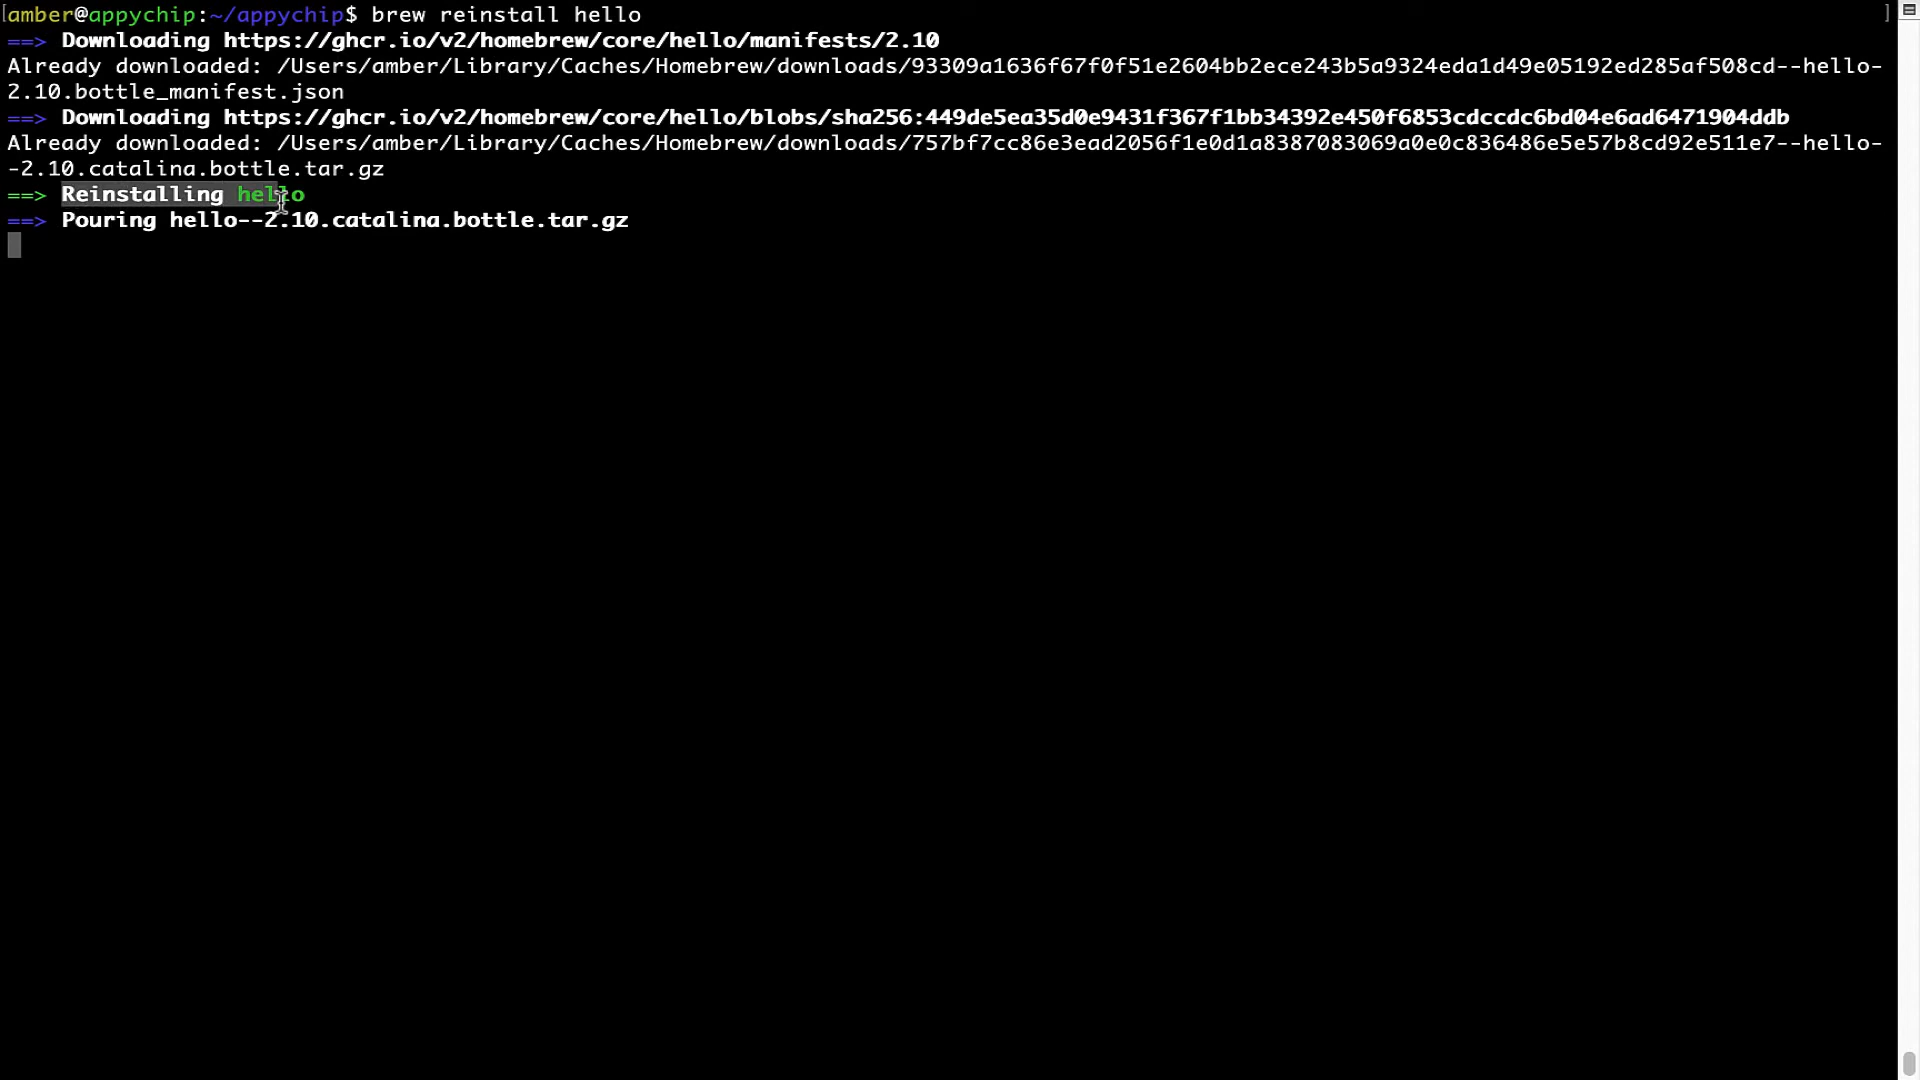 [amber@appychip:~/appychip$ brew reinstall hello ]
==> Downloading https://ghcr.io/v2/homebrew/core/hello/manifests/2.10
Already downloaded: /Users/amber/Library/Caches/Homebrew/downloads/93309a1636f67f0f51e2604bb2ece243b5a9324eda1d49e05192ed285af508cd--hello-
2.10.bottle_manifest.json
==> Downloading https://ghcr.io/v2/homebrew/core/hello/blobs/sha256:449de5ea35d0e9431f367f1bb34392e450f6853cdccdc6bd04e6ad6471904ddb
Already downloaded: /Users/amber/Library/Caches/Homebrew/downloads/757bf7cc86e3ead2056f1e0d1a8387083069a0e0c836486e5e57b8cd92e511e7--hello-
-2.10.catalina.bottle.tar.gz
==> Reinstalling hello
==> Pouring hello--2.10.catalina.bottle.tar.gz